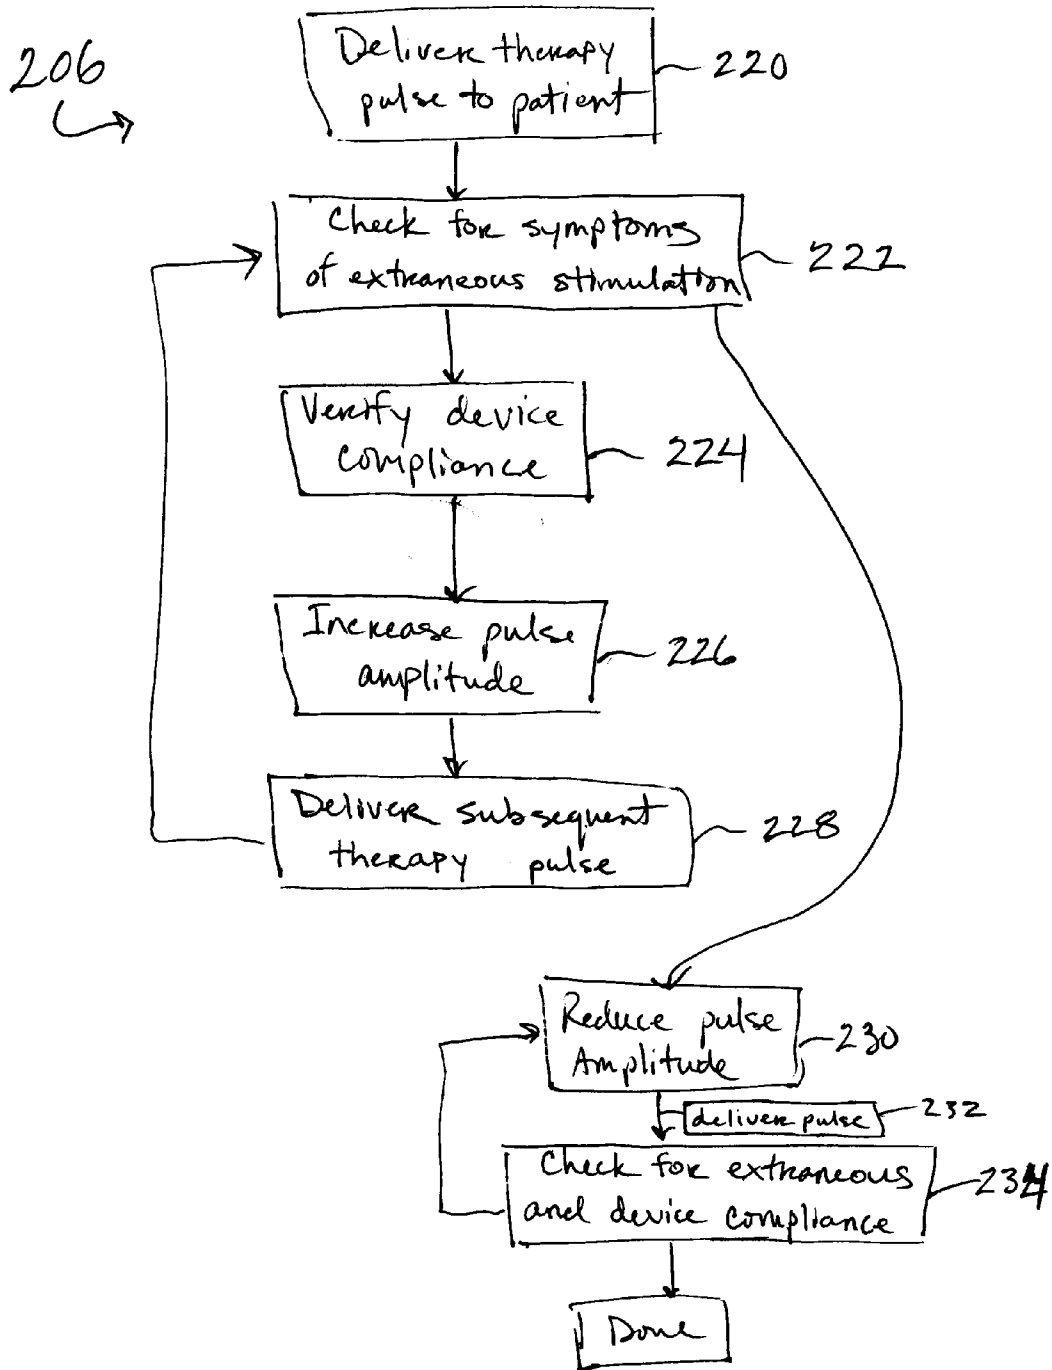 206
Deliver therapy
pulse to patient
220
Check for symptoms
of extraneous stimulation
222
Verify device
compliance
224
Increase pulse
amplitude
226
Deliver subsequent
therapy pulse
228
Reduce pulse
Amplitude
230
deliver pulse
232
Check for extraneous
and device compliance
234
Done